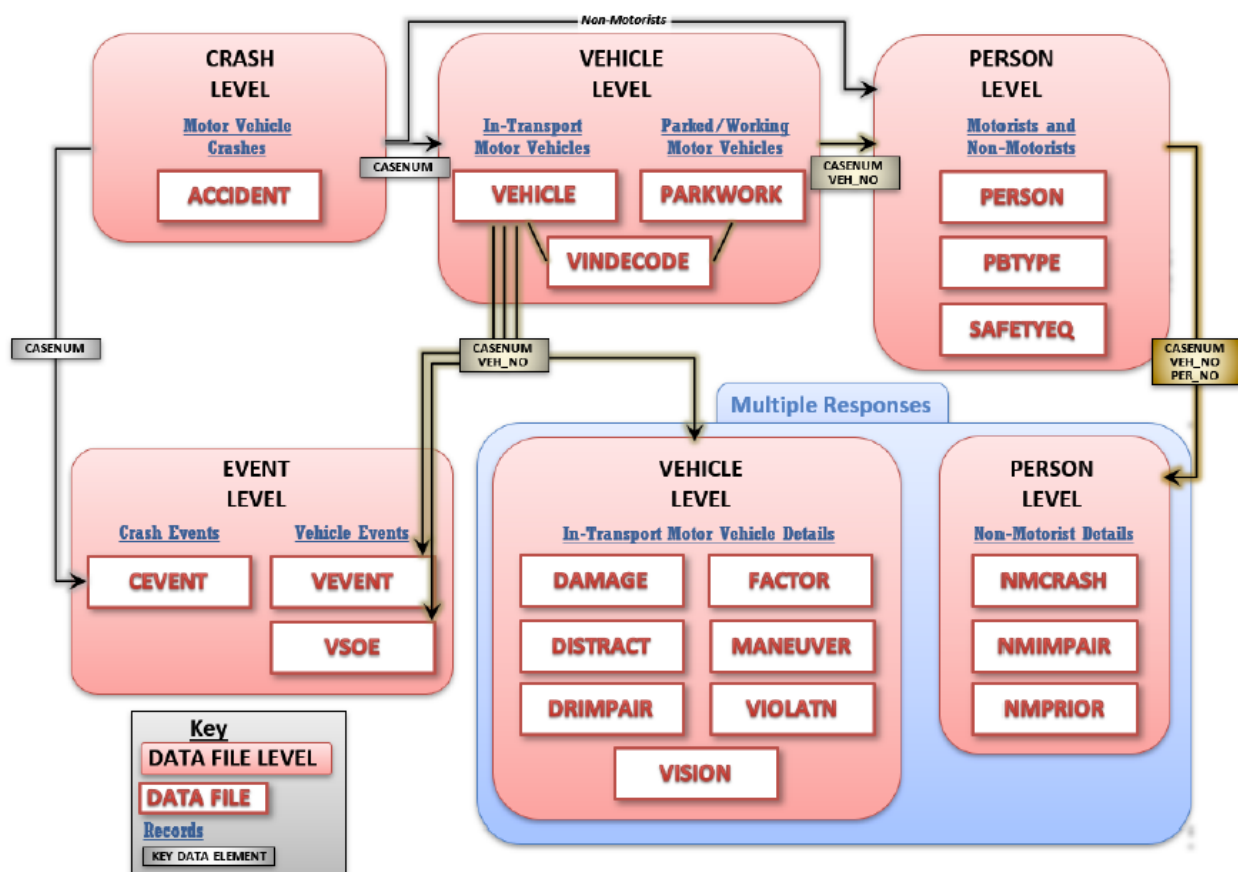 Non-Motorists
CRASH
LEVEL
Motor Vehicle
Crashes
ACCIDENT
CASENUM
VEHICLE
LEVEL
In-Transport
Motor Vehicles
Parked/Working
Motor Vehicles
VEHICLE
PARKWORK
VINDECODE
CASENUM
VEH_NO
PERSON
LEVEL
Motorists and
Non-Motorists
PERSON
PBTYPE
SAFETYEQ
CASENUM
CASENUM
VEH_NO
CASENUM
VEH_NO
PER_NO
EVENT
LEVEL
Crash Events
Vehicle Events
CEVENT
VEVENT
VSOE
Multiple Responses
VEHICLE
LEVEL
In-Transport Motor Vehicle Details
DAMAGE
FACTOR
DISTRACT
MANEUVER
DRIMPAIR
VIOLATN
VISION
PERSON
LEVEL
Non-Motorist Details
NMCRASH
NMIMPAIR
NMPRIOR
Key
DATA FILE LEVEL
DATA FILE
Records
KEY DATA ELEMENT